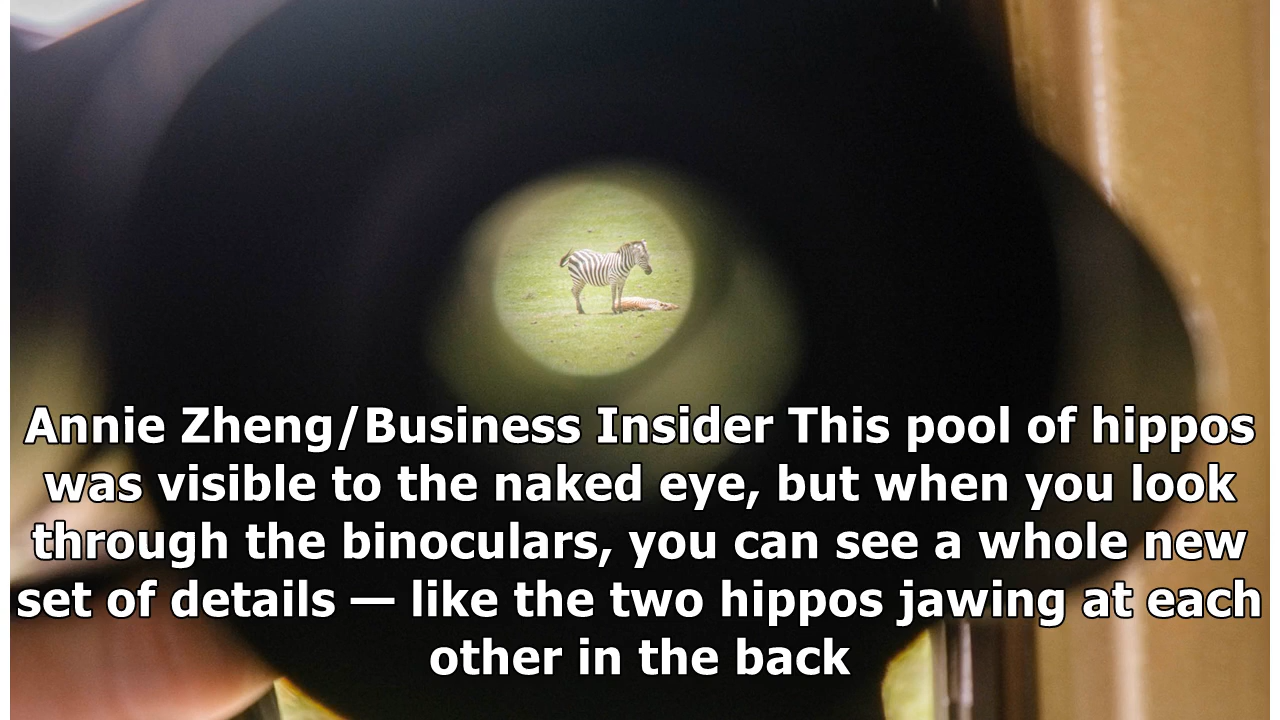 Annie Zheng/Business Insider This pool of hippos
was visible to the naked eye, but when you look
through the binoculars, you can see a whole new
set of details — like the two hippos jawing at each
other in the back